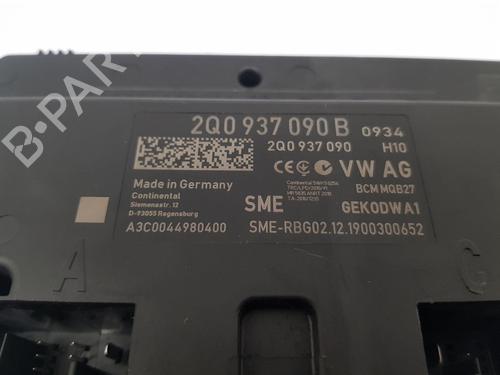 2Q0 937 090 B 0934
2Q0 937 090 H10
VW AG
Made in Germany
Continental
Siemensstr. 12
D-93055 Regensburg
SME
BCM MQB27
GEK0DWA1
A3C0044980400 SME-RBG02.12.1900300652
A
G
B-PARTS